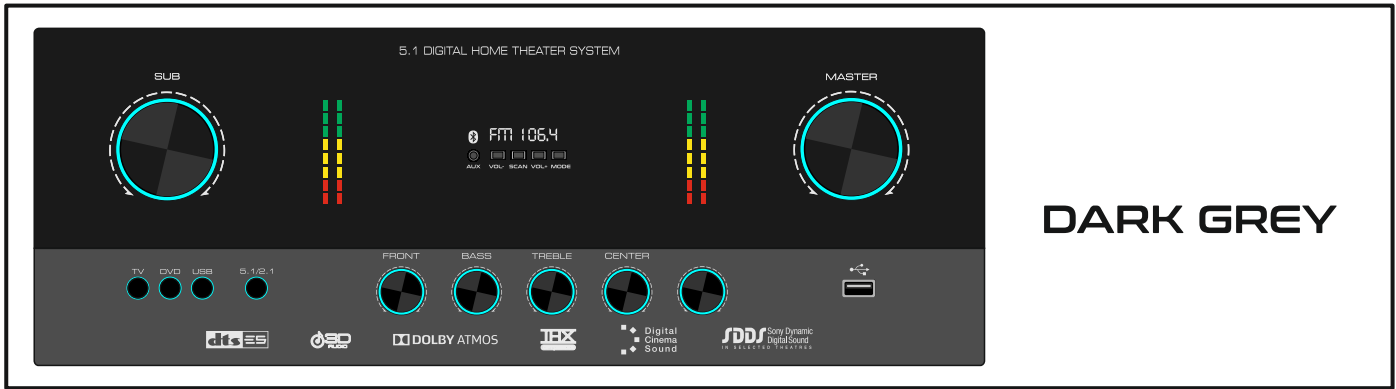 5.1 DIGITAL HOME THEATER SYSTEM
SUB
MASTER
FM 106.4
AUX VOL- SCAN VOL+ MODE
DARK GREY
FRONT BASS TREBLE CENTER
TV DVD USB 5.1/2.1
dts ES
3D AUDIO
DOLBY ATMOS
THX
Digital
Cinema
Sound
SDDS Sony Dynamic
Digital Sound
IN SELECTED THEATRES